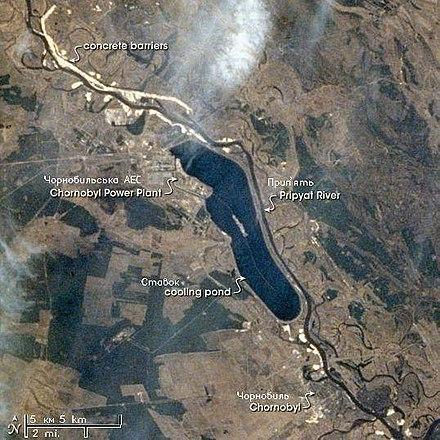 concrete barriers
Чорнобильська АЕС
Chornobyl Power Plant
Прип'ять
Pripyat River
Ставок
cooling pond
Чорнобиль
Chornobyl
N
5 км 5 km
2 mi.